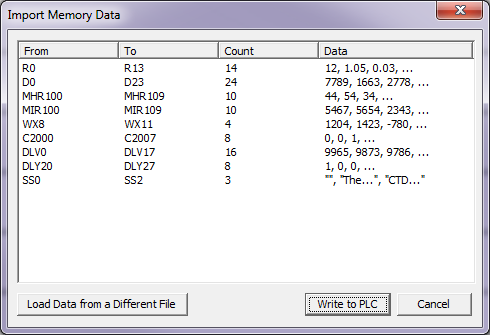 Import Memory Data
From To Count Data
R0 R13 14 12, 1.05, 0.03, ...
D0 D23 24 7789, 1663, 2778, ...
MHR100 MHR109 10 44, 54, 34, ...
MIR100 MIR109 10 5467, 5654, 2343, ...
WX8 WX11 4 1204, 1423, -780, ...
C2000 C2007 8 0, 0, 1, ...
DLV0 DLV17 16 9965, 9873, 9786, ...
DLY20 DLY27 8 1, 0, 0, ...
SS0 SS2 3 "", "The...", "CTD..."
Load Data from a Different File Write to PLC Cancel